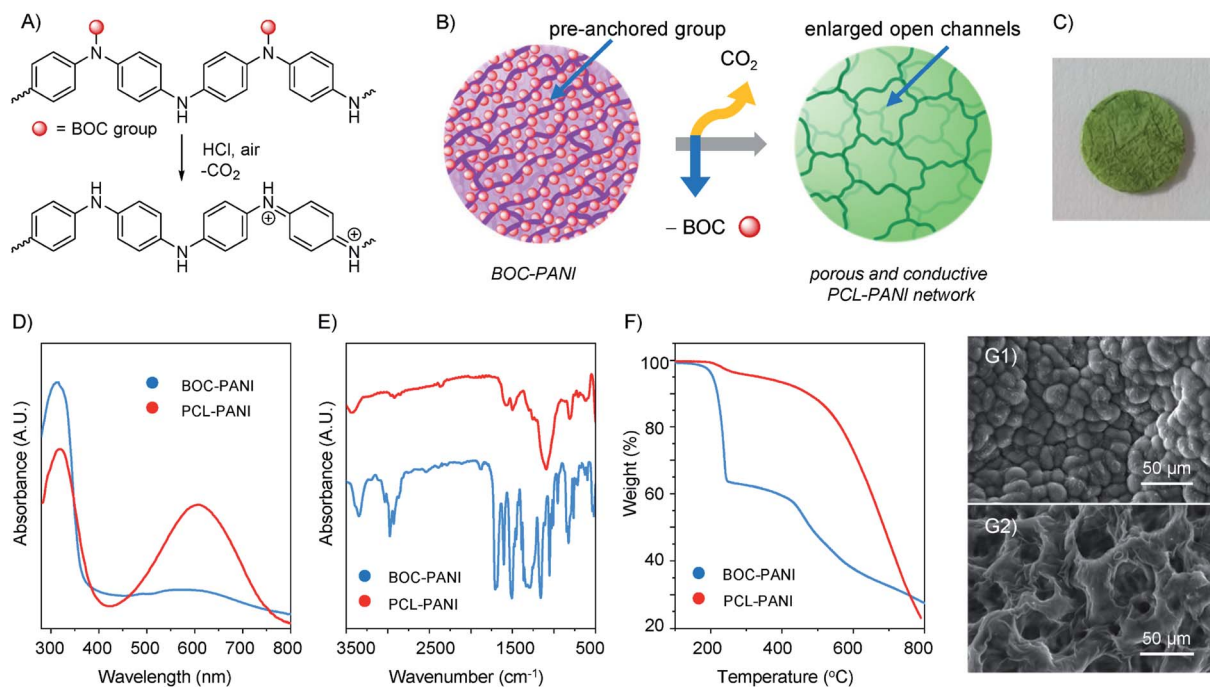 A)
N
N
N
H
N
H
= BOC group
HCl, air
-CO2
H
N
N
H
H
N
+
+
N
H
B)
pre-anchored group
enlarged open channels
CO2
– BOC
BOC-PANI
porous and conductive
PCL-PANI network
C)
D)
Absorbance (A.U.)
BOC-PANI
PCL-PANI
300 400 500 600 700 800
Wavelength (nm)
E)
Absorbance (A.U.)
BOC-PANI
PCL-PANI
3500 2500 1500 500
Wavenumber (cm-1)
F)
Weight (%)
100
80
60
40
20
BOC-PANI
PCL-PANI
200 400 600 800
Temperature (oC)
G1)
50 µm
G2)
50 µm